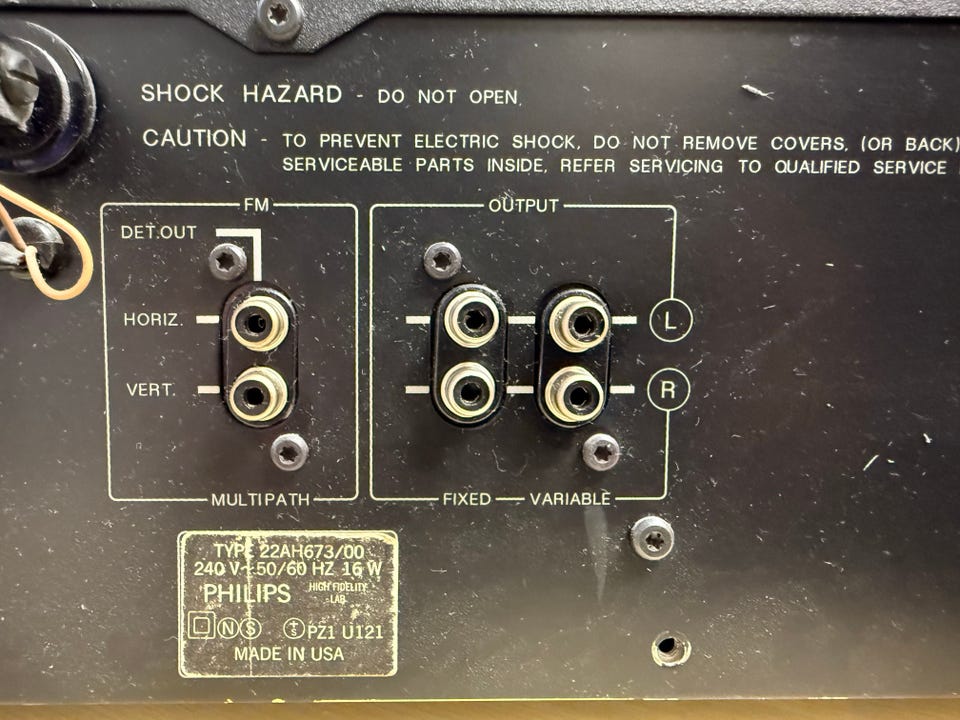 SHOCK HAZARD - DO NOT OPEN.
CAUTION - TO PREVENT ELECTRIC SHOCK, DO NOT REMOVE COVERS, (OR BACK)
SERVICEABLE PARTS INSIDE, REFER SERVICING TO QUALIFIED SERVICE
FM
DET.OUT
HORIZ.
VERT.
MULTIPATH
OUTPUT
L
R
FIXED
VARIABLE
TYPE 22AH673/00
240 V~50/60 HZ 16 W
PHILIPS HIGH FIDELITY
-LAB
N S S PZ1 U121
MADE IN USA